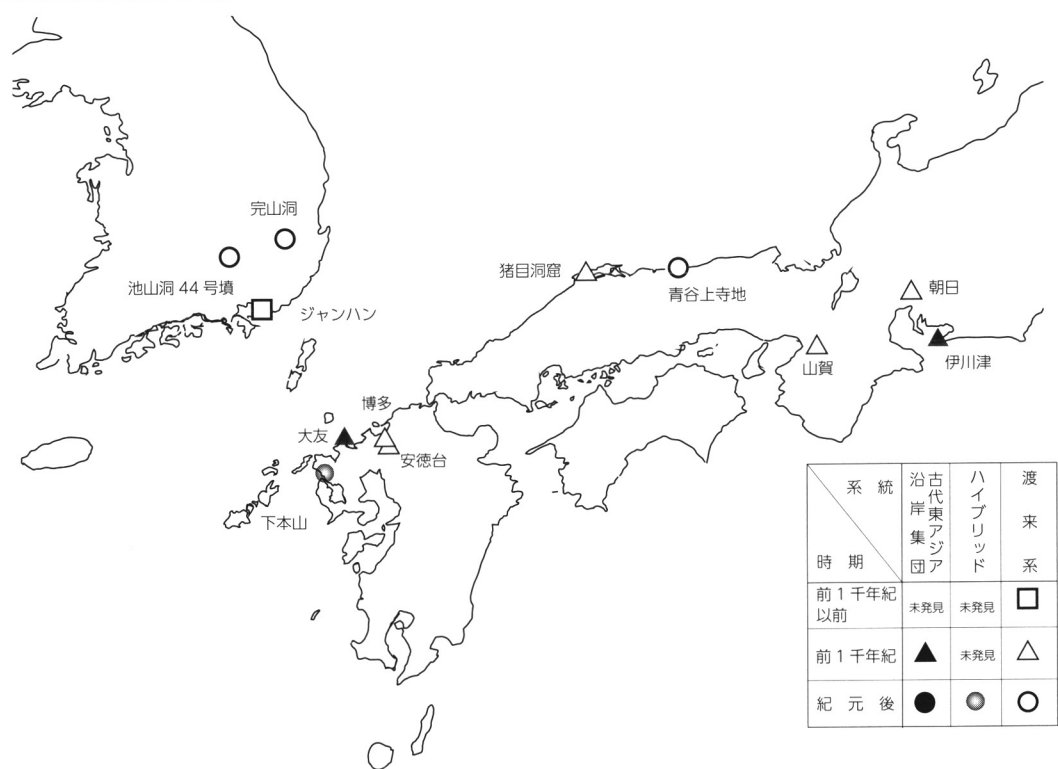 完山洞
池山洞 44 号墳
ジャンハン
猪目洞窟
青谷上寺地
朝日
伊川津
山賀
博多
大友
安徳台
下本山
系統
時期
古代東アジア
沿岸集団
ハイブリッド
渡来系
前 1 千年紀
以前
未発見
未発見
前 1 千年紀
未発見
紀元後